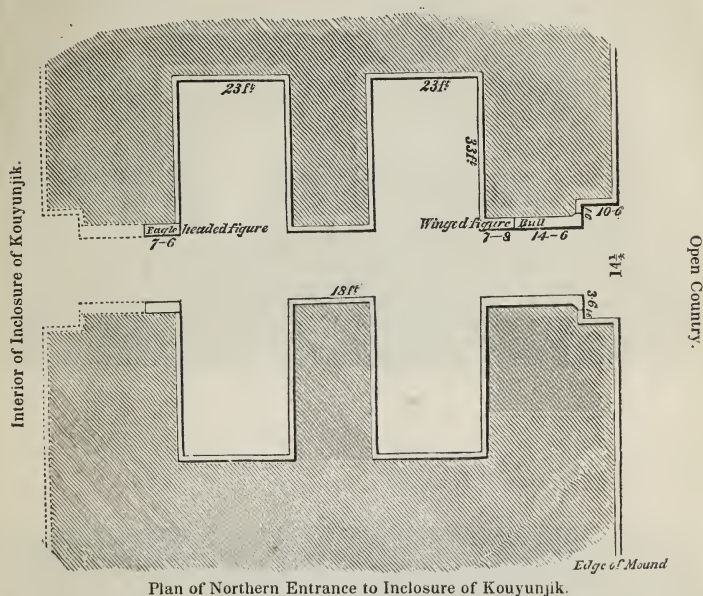 23 ft
23 ft
33 ft
Eagle headed figure
7-6
Winged figure Bull
7-8 14-6
10-6
18 ft
3-6
Interior of Inclosure of Kouyunjik.
Open Country.
Edge of Mound
Plan of Northern Entrance to Inclosure of Kouyunjik.